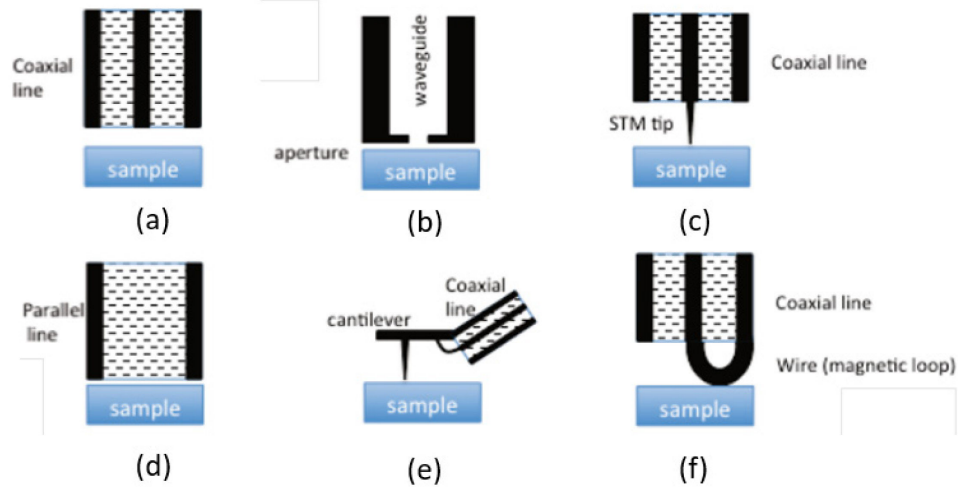 Coaxial
line
sample
(a)
waveguide
aperture
sample
(b)
Coaxial line
STM tip
sample
(c)
Parallel
line
sample
(d)
Coaxial
line
cantilever
sample
(e)
Coaxial line
Wire (magnetic loop)
sample
(f)